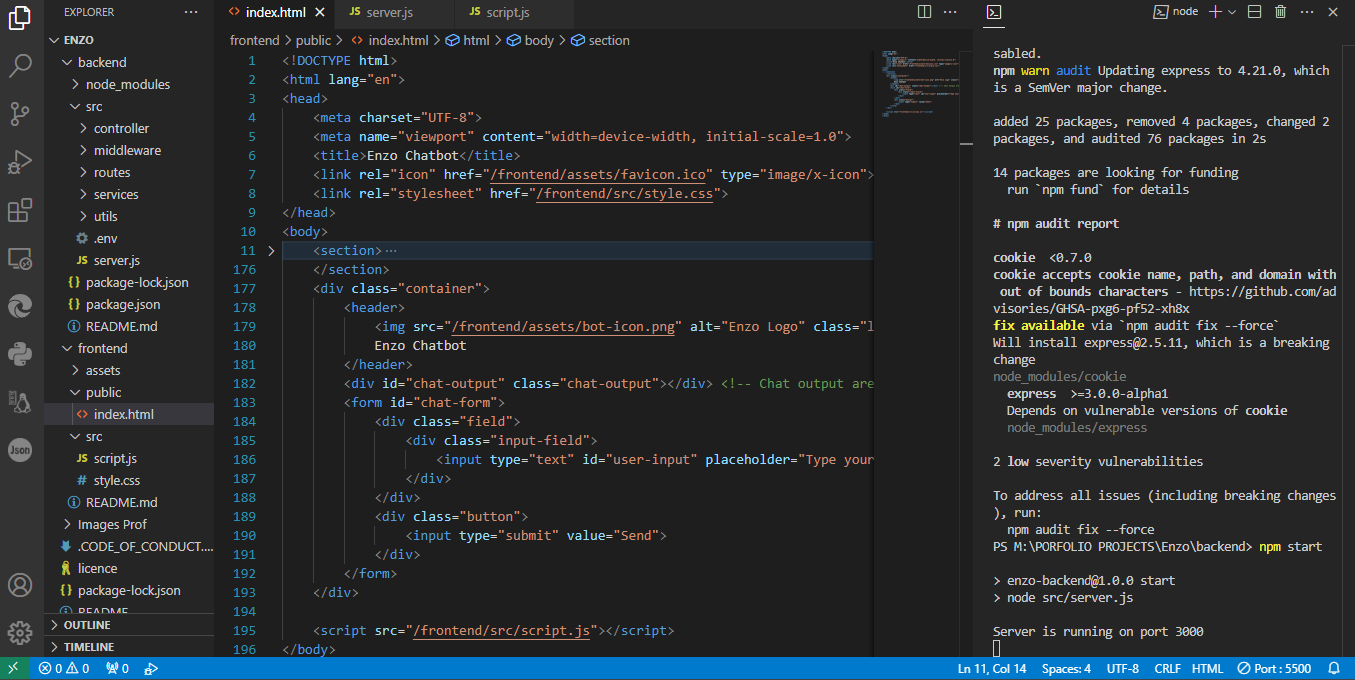 EXPLORER
ENZO
backend
node_modules
src
controller
middleware
routes
services
utils
.env
JS server.js
{} package-lock.json
{} package.json
README.md
frontend
assets
public
<> index.html
src
JS script.js
# style.css
README.md
Images Prof
.CODE_OF_CONDUCT....
licence
{} package-lock.json
README
OUTLINE
TIMELINE
Json
<> index.html
JS server.js
JS script.js
frontend > public > <> index.html > html > body > section
1 <!DOCTYPE html>
2 <html lang="en">
3 <head>
4 <meta charset="UTF-8">
5 <meta name="viewport" content="width=device-width, initial-scale=1.0">
6 <title>Enzo Chatbot</title>
7 <link rel="icon" href="/frontend/assets/favicon.ico" type="image/x-icon">
8 <link rel="stylesheet" href="/frontend/src/style.css">
9 </head>
10 <body>
11 <section>…
176 </section>
177 <div class="container">
178 <header>
179 <img src="/frontend/assets/bot-icon.png" alt="Enzo Logo" class="l
180 Enzo Chatbot
181 </header>
182 <div id="chat-output" class="chat-output"></div> <!-- Chat output are
183 <form id="chat-form">
184 <div class="field">
185 <div class="input-field">
186 <input type="text" id="user-input" placeholder="Type your
187 </div>
188 </div>
189 <div class="button">
190 <input type="submit" value="Send">
191 </div>
192 </form>
193 </div>
194
195 <script src="/frontend/src/script.js"></script>
196 </body>
node
sabled.
npm warn audit Updating express to 4.21.0, which
is a SemVer major change.
added 25 packages, removed 4 packages, changed 2
packages, and audited 76 packages in 2s
14 packages are looking for funding
run `npm fund` for details
# npm audit report
cookie <0.7.0
cookie accepts cookie name, path, and domain with
out of bounds characters - https://github.com/ad
visories/GHSA-pxg6-pf52-xh8x
fix available via `npm audit fix --force`
Will install express@2.5.11, which is a breaking
change
node_modules/cookie
express >=3.0.0-alpha1
Depends on vulnerable versions of cookie
node_modules/express
2 low severity vulnerabilities
To address all issues (including breaking changes
), run:
npm audit fix --force
PS M:\PORFOLIO PROJECTS\Enzo\backend> npm start
> enzo-backend@1.0.0 start
> node src/server.js
Server is running on port 3000
0 0 0
Ln 11, Col 14 Spaces: 4 UTF-8 CRLF HTML Port : 5500